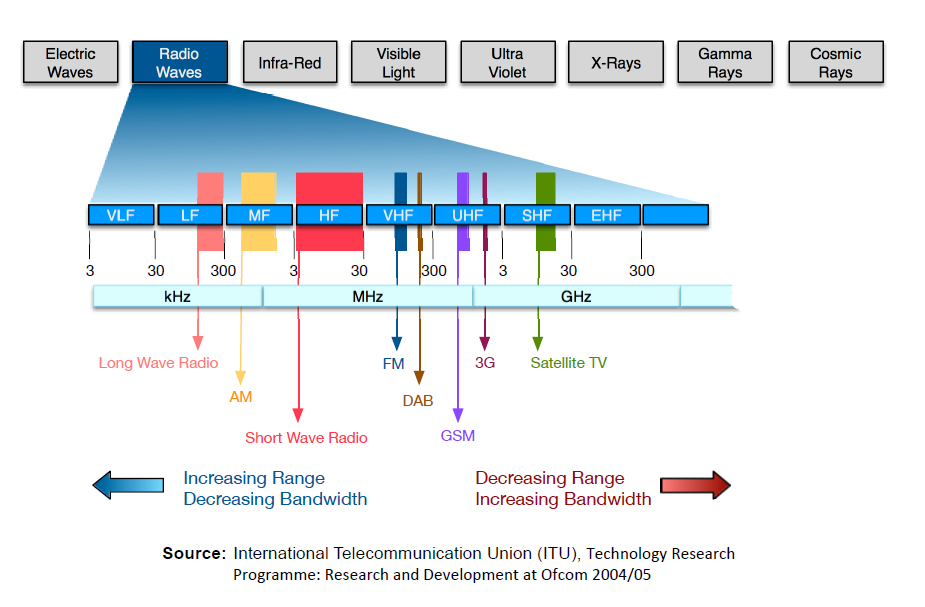 Electric
Waves
Radio
Waves
Infra-Red
Visible
Light
Ultra
Violet
X-Rays
Gamma
Rays
Cosmic
Rays
VLF LF MF HF VHF UHF SHF EHF
3 30 300 3 30 300 3 30 300
kHz MHz GHz
Long Wave Radio FM 3G Satellite TV
AM DAB
Short Wave Radio GSM
Increasing Range
Decreasing Bandwidth
Decreasing Range
Increasing Bandwidth
Source: International Telecommunication Union (ITU), Technology Research
Programme: Research and Development at Ofcom 2004/05